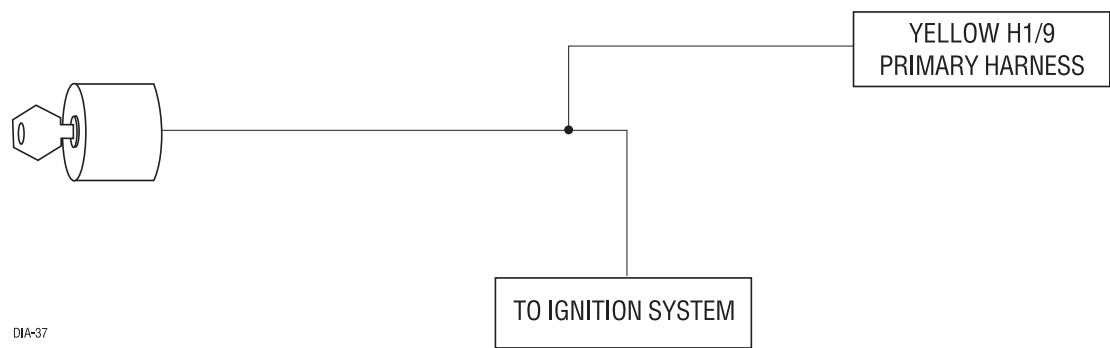 YELLOW H1/9
PRIMARY HARNESS
TO IGNITION SYSTEM
DIA-37